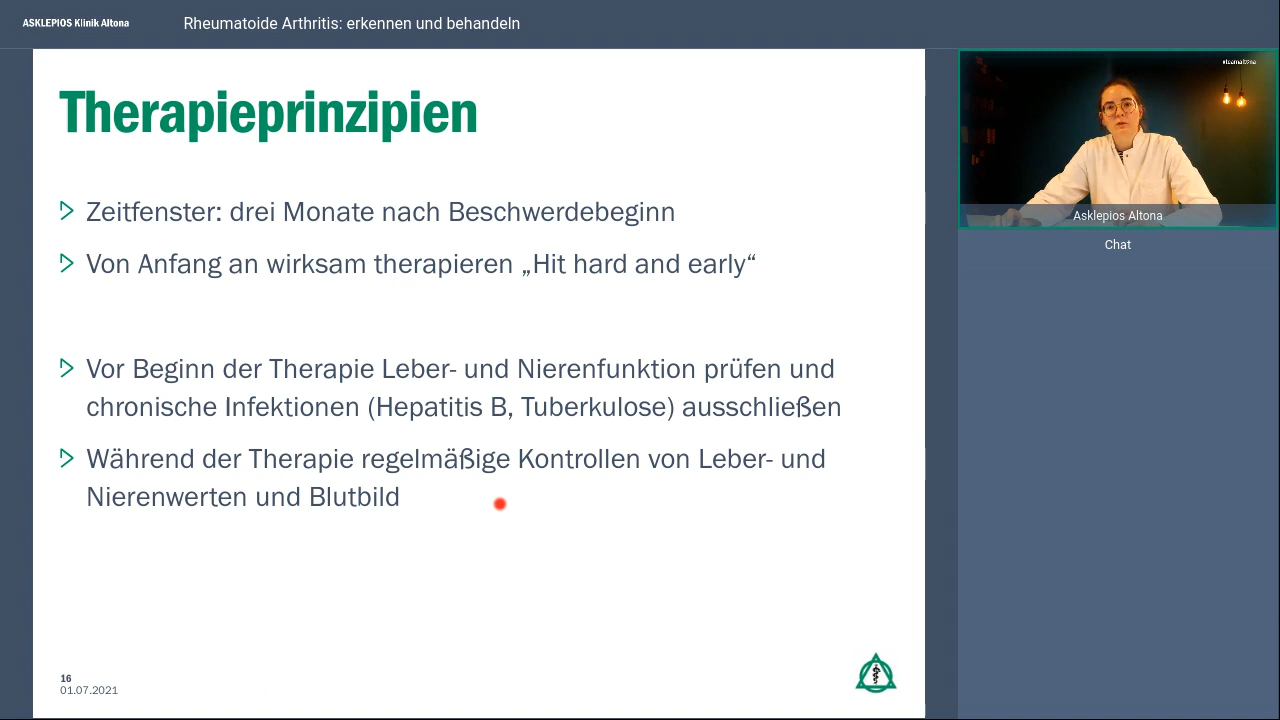 ASKLEPIOS Klinik Altona
Rheumatoide Arthritis: erkennen und behandeln
Therapieprinzipien
Zeitfenster: drei Monate nach Beschwerdebeginn
Von Anfang an wirksam therapieren „Hit hard and early“
Vor Beginn der Therapie Leber- und Nierenfunktion prüfen und
chronische Infektionen (Hepatitis B, Tuberkulose) ausschließen
Während der Therapie regelmäßige Kontrollen von Leber- und
Nierenwerten und Blutbild
16
01.07.2021
#teamaltona
Asklepios Altona
Chat